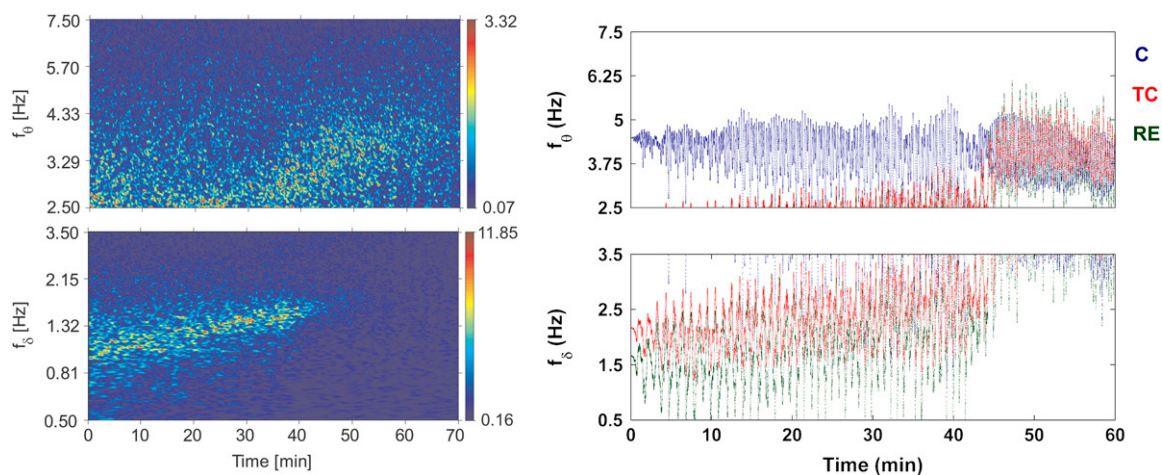 7.50
5.70
4.33
3.29
2.50
f_θ [Hz]
3.32
0.07
3.50
2.15
1.32
0.81
0.50
f_δ [Hz]
11.85
0.16
0 10 20 30 40 50 60 70
Time [min]
7.5
6.25
5
3.75
2.5
f_θ (Hz)
C
TC
RE
3.5
2.5
1.5
0.5
f_δ (Hz)
0 10 20 30 40 50 60
Time (min)